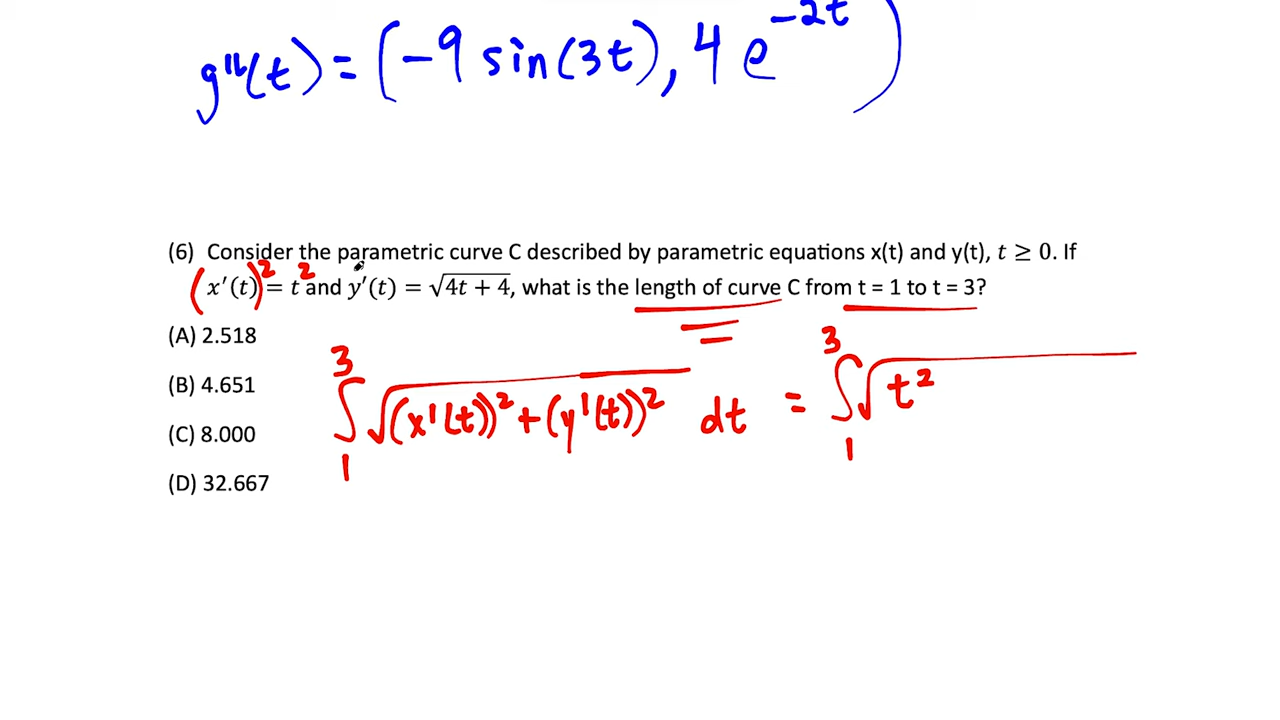 g''(t) = (-9 sin(3t), 4 e^{-2t})
(6) Consider the parametric curve C described by parametric equations x(t) and y(t), t ≥ 0. If
(x′(t))² = t² and y′(t) = √(4t + 4), what is the length of curve C from t = 1 to t = 3?
(A) 2.518
(B) 4.651
(C) 8.000
(D) 32.667
∫₁³ √((x'(t))² + (y'(t))²) dt = ∫₁³ √(t²